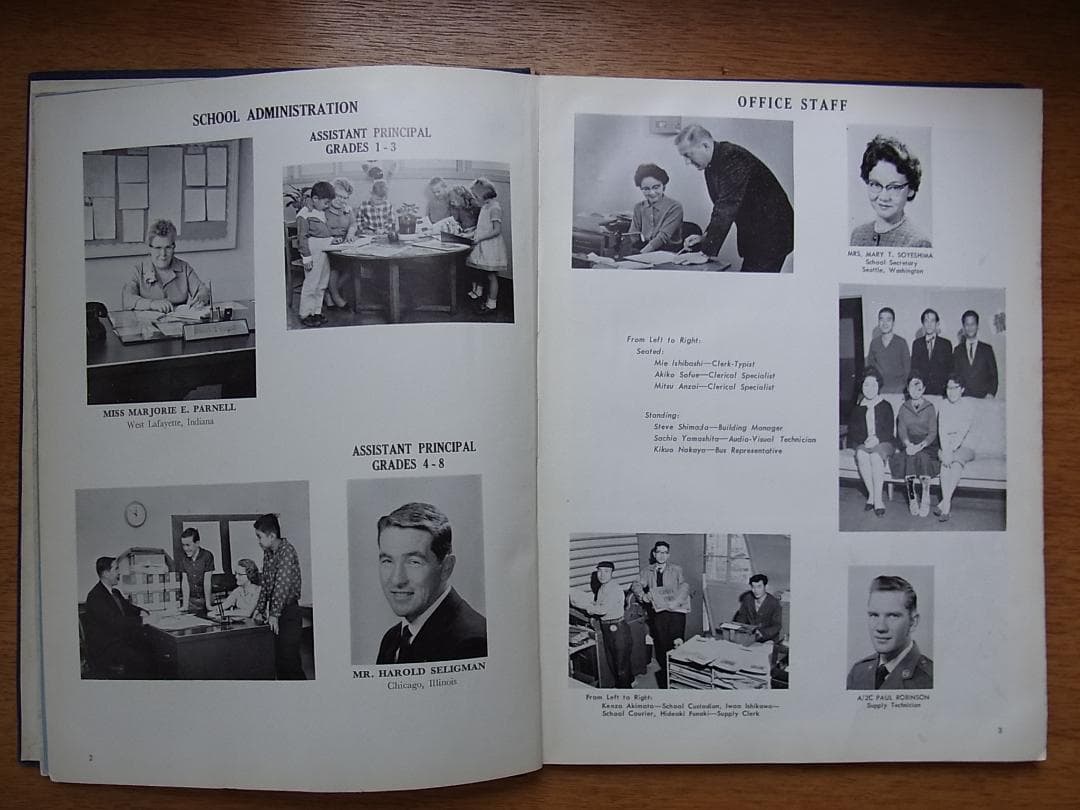 SCHOOL ADMINISTRATION
ASSISTANT PRINCIPAL
GRADES 1 - 3
MISS MARJORIE E. PARNELL
West Lafayette, Indiana
ASSISTANT PRINCIPAL
GRADES 4 - 8
MR. HAROLD SELIGMAN
Chicago, Illinois
2
OFFICE STAFF
MRS. MARY T. SOYESHIMA
School Secretary
Seattle, Washington
From Left to Right:
Seated:
Mie Ishibashi—Clerk-Typist
Akiko Sofue—Clerical Specialist
Mitsu Anzai—Clerical Specialist
Standing:
Steve Shimada—Building Manager
Sachio Yamashita—Audio-Visual Technician
Kikuo Nakaya—Bus Representative
From Left to Right:
Kenzo Akimoto—School Custodian, Iwao Ishikawa—
School Courier, Hideaki Funaki—Supply Clerk
A/2C PAUL ROBINSON
Supply Technician
3